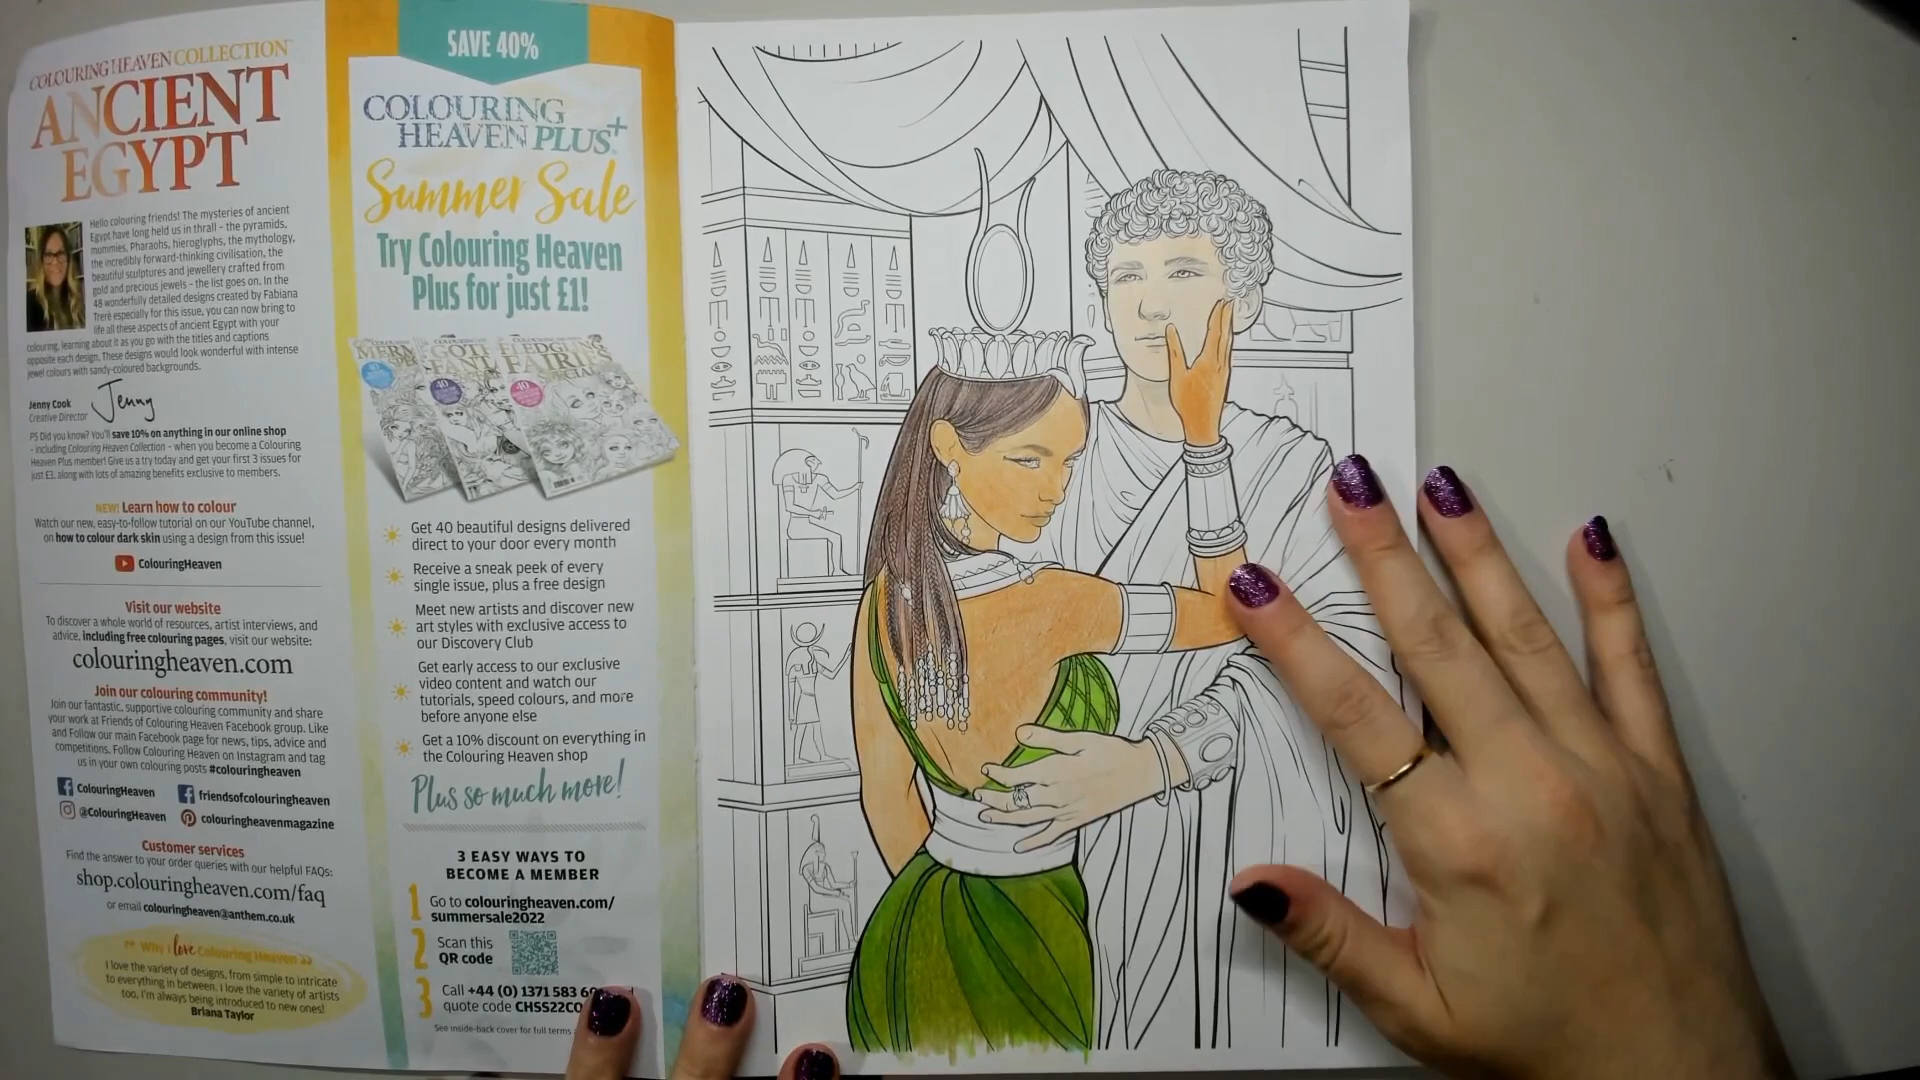 COLOURING HEAVEN COLLECTION
ANCIENT
EGYPT
Hello colouring friends! The mysteries of ancient
Egypt have long held us in thrall – the pyramids,
mummies, Pharaohs, hieroglyphs, the mythology,
the incredibly forward-thinking civilisation, the
beautiful sculptures and jewellery crafted from
gold and precious jewels – the list goes on. In the
48 wonderfully detailed designs created by Fabiana
Trerè especially for this issue, you can now bring to
life all these aspects of ancient Egypt with your
colouring, learning about it as you go with the titles and captions
opposite each design. These designs would look wonderful with intense
jewel colours with sandy-coloured backgrounds.
Jenny
Jenny Cook
Creative Director
PS Did you know? You'll save 10% on anything in our online shop
– including Colouring Heaven Collection – when you become a Colouring
Heaven Plus member! Give us a try today and get your first 3 issues for
just £3, along with lots of amazing benefits exclusive to members.
NEW! Learn how to colour
Watch our new, easy-to-follow tutorial on our YouTube channel,
on how to colour dark skin using a design from this issue!
ColouringHeaven
Visit our website
To discover a whole world of resources, artist interviews, and
advice, including free colouring pages, visit our website:
colouringheaven.com
Join our colouring community!
Join our fantastic, supportive colouring community and share
your work at Friends of Colouring Heaven Facebook group. Like
and Follow our main Facebook page for news, tips, advice and
competitions. Follow Colouring Heaven on Instagram and tag
us in your own colouring posts #colouringheaven
ColouringHeaven friendsofcolouringheaven
@ColouringHeaven colouringheavenmagazine
Customer services
Find the answer to your order queries with our helpful FAQs:
shop.colouringheaven.com/faq
or email colouringheaven@anthem.co.uk
Why I love Colouring Heaven
I love the variety of designs, from simple to intricate
to everything in between. I love the variety of artists
too, I'm always being introduced to new ones!
Briana Taylor
SAVE 40%
COLOURING
HEAVEN PLUS+
Summer Sale
Try Colouring Heaven
Plus for just £1!
Get 40 beautiful designs delivered
direct to your door every month
Receive a sneak peek of every
single issue, plus a free design
Meet new artists and discover new
art styles with exclusive access to
our Discovery Club
Get early access to our exclusive
video content and watch our
tutorials, speed colours, and more
before anyone else
Get a 10% discount on everything in
the Colouring Heaven shop
Plus so much more!
3 EASY WAYS TO
BECOME A MEMBER
1 Go to colouringheaven.com/
summersale2022
2 Scan this
QR code
3 Call +44 (0) 1371 583
quote code CHSS22CO
See inside-back cover for full terms